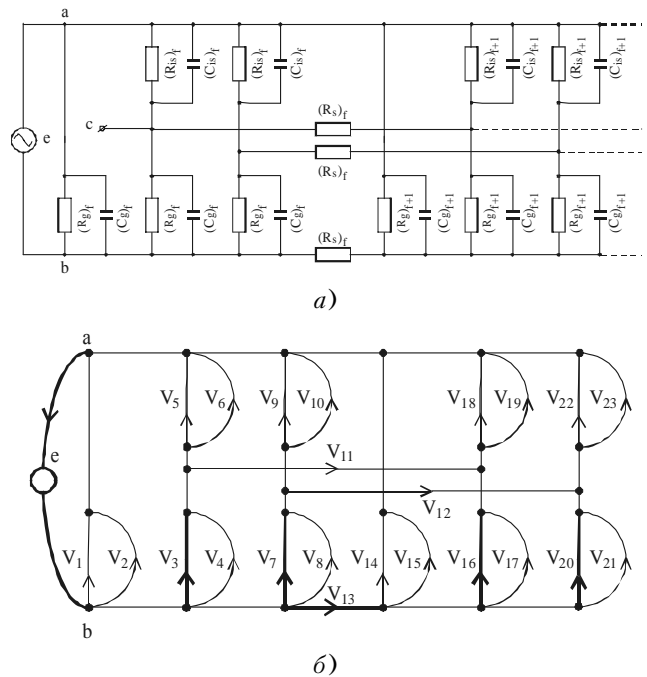 a
(Ris)f (Cis)f (Ris)f (Cis)f (Ris)f+1 (Cis)f+1 (Ris)f+1 (Cis)f+1
(Rs)f
c
e
(Rs)f
(Rg)f (Cg)f (Rg)f (Cg)f (Rg)f (Cg)f (Rg)f+1 (Cg)f+1 (Rg)f+1 (Cg)f+1 (Rg)f+1 (Cg)f+1
(Rs)f
b
а)
a
V5 V6 V9 V10 V18 V19 V22 V23
V11
e
V12
V1 V2 V3 V4 V7 V8 V14 V15 V16 V17 V20 V21
V13
b
б)